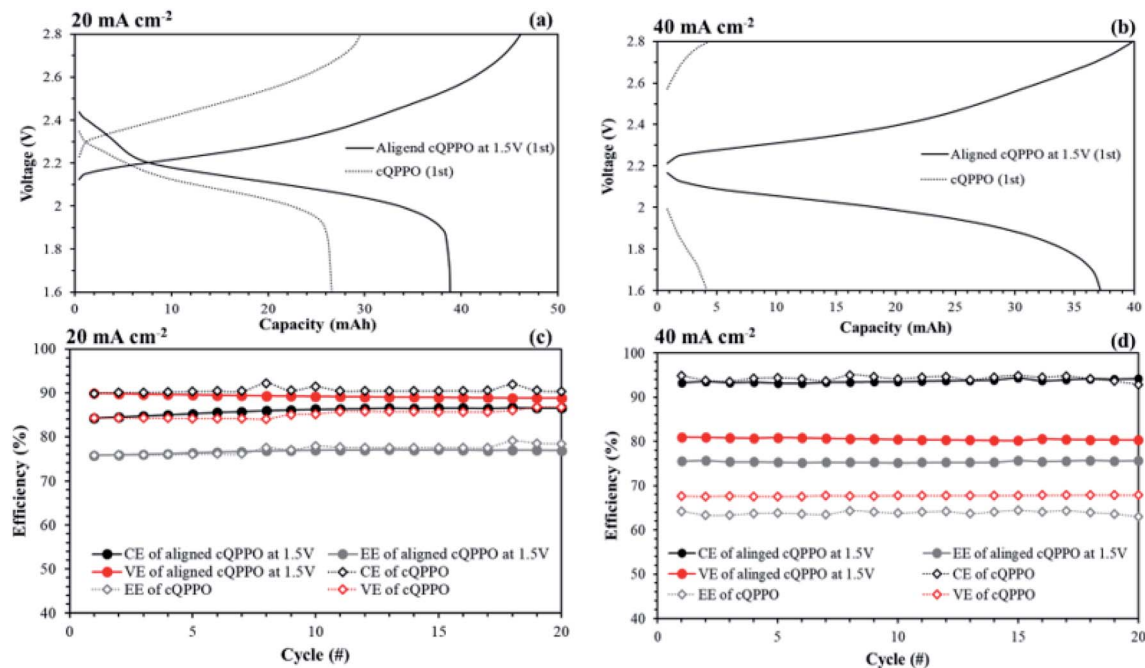 20 mA cm-2 (a)
2.8
2.6
2.4
2.2
2
1.8
1.6
Voltage (V)
Aligend cQPPO at 1.5V (1st)
cQPPO (1st)
0 10 20 30 40 50
Capacity (mAh)
40 mA cm-2 (b)
2.8
2.6
2.4
2.2
2
1.8
1.6
Voltage (V)
Aligned cQPPO at 1.5V (1st)
cQPPO (1st)
0 5 10 15 20 25 30 35 40
Capacity (mAh)
20 mA cm-2 (c)
100
90
80
70
60
50
40
Efficiency (%)
CE of aligned cQPPO at 1.5V EE of aligned cQPPO at 1.5V
VE of aligned cQPPO at 1.5V CE of cQPPO
EE of cQPPO VE of cQPPO
0 5 10 15 20
Cycle (#)
40 mA cm-2 (d)
100
90
80
70
60
50
40
Efficiency (%)
CE of alinged cQPPO at 1.5V EE of alinged cQPPO at 1.5V
VE of alinged cQPPO at 1.5V CE of cQPPO
EE of cQPPO VE of cQPPO
0 5 10 15 20
Cycle (#)